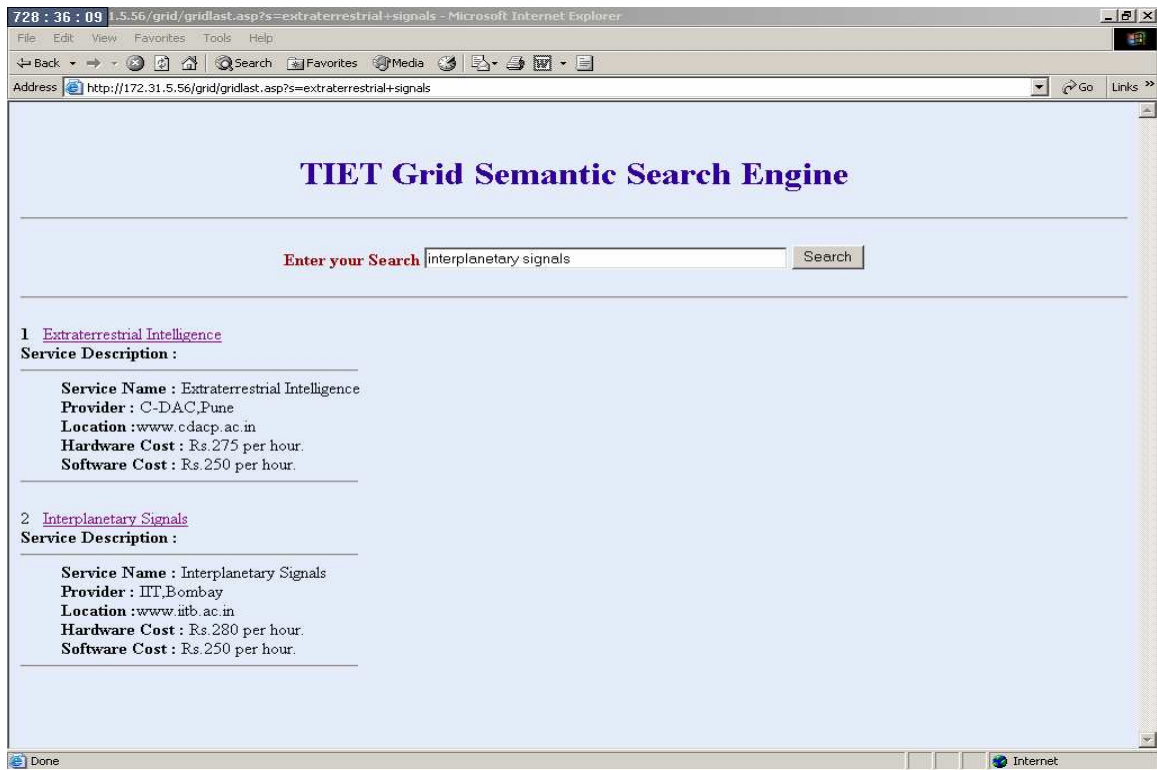 728 : 36 : 09 1.5.56/grid/gridlast.asp?s=extraterrestrial+signals - Microsoft Internet Explorer
File Edit View Favorites Tools Help
Back Search Favorites Media
Address http://172.31.5.56/grid/gridlast.asp?s=extraterrestrial+signals Go Links »
TIET Grid Semantic Search Engine
Enter your Search interplanetary signals Search
1 Extraterrestrial Intelligence
Service Description :
Service Name : Extraterrestrial Intelligence
Provider : C-DAC,Pune
Location :www.cdacp.ac.in
Hardware Cost : Rs.275 per hour.
Software Cost : Rs.250 per hour.
2 Interplanetary Signals
Service Description :
Service Name : Interplanetary Signals
Provider : IIT,Bombay
Location :www.iitb.ac.in
Hardware Cost : Rs.280 per hour.
Software Cost : Rs.250 per hour.
Done Internet